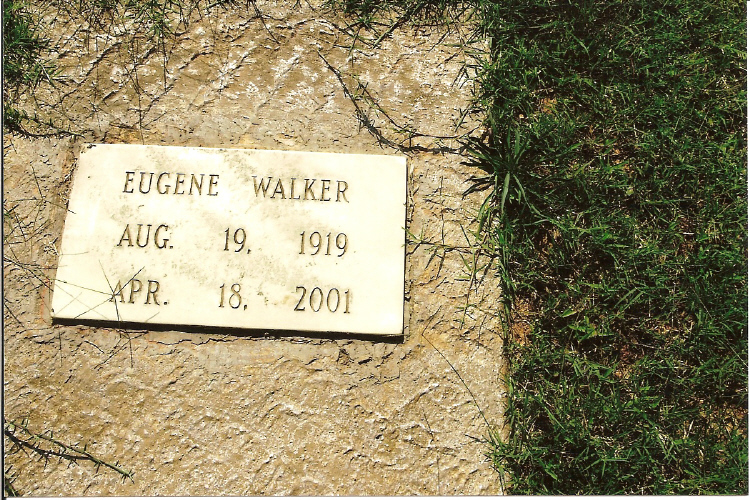 EUGENE WALKER
AUG. 19, 1919
APR. 18, 2001